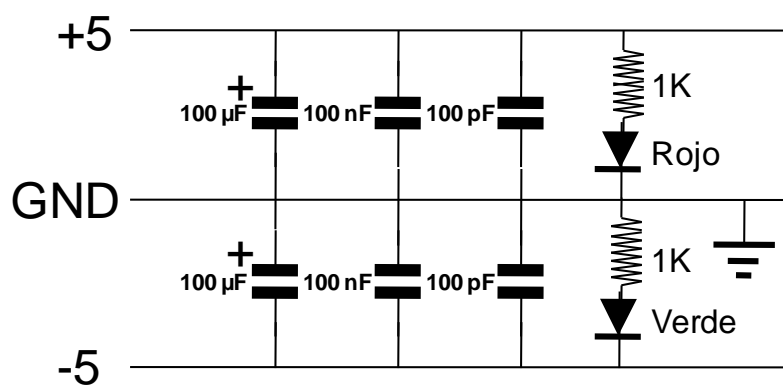 +5
1K
+
100 µF 100 nF 100 pF
Rojo
GND
+
1K
100 µF 100 nF 100 pF
Verde
-5